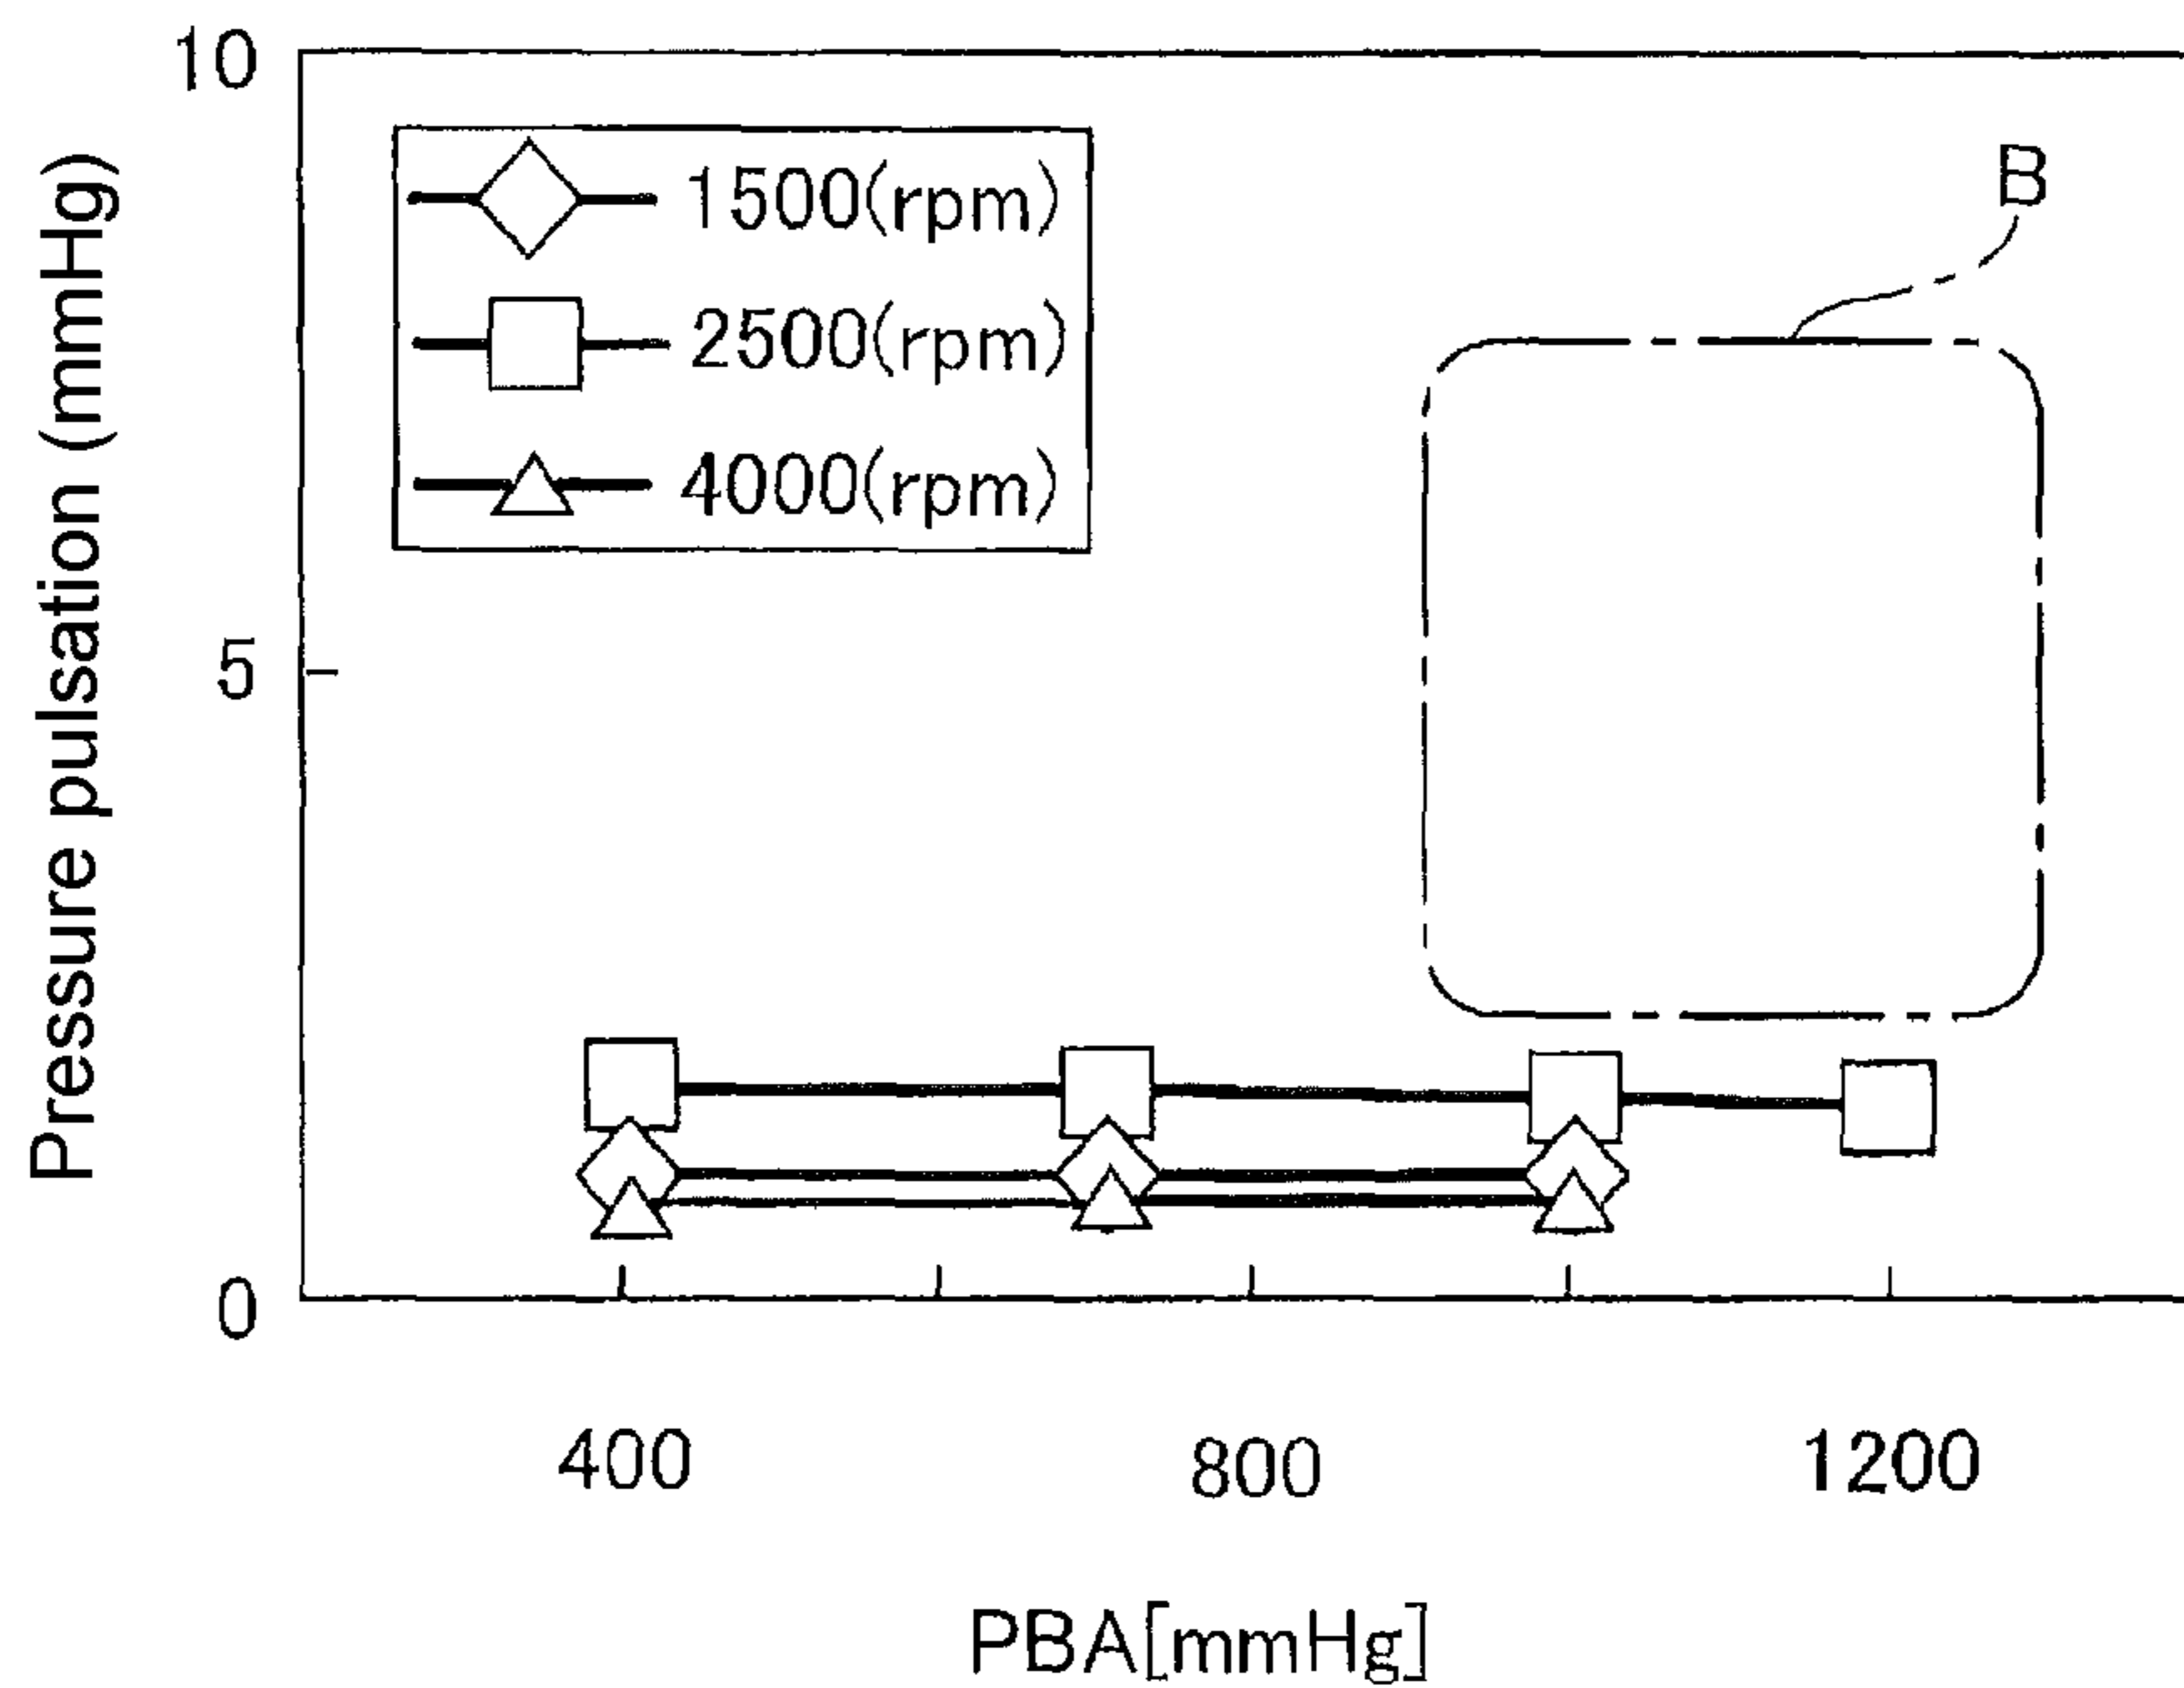 10
1500(rpm)
2500(rpm)
4000(rpm)
B
Pressure pulsation (mmHg)
5
0
400
800
1200
PBA[mmHg]